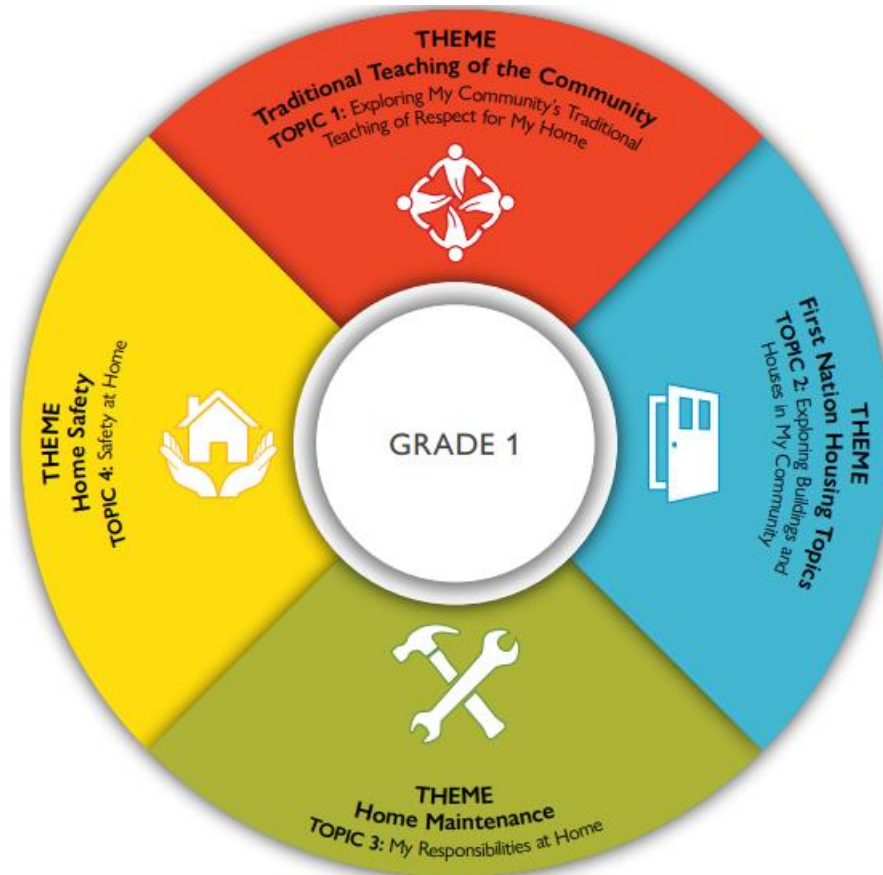 THEME
Traditional Teaching of the Community
TOPIC 1: Exploring My Community's Traditional
Teaching of Respect for My Home
THEME
First Nation Housing Topics
TOPIC 2: Exploring Buildings and
Houses in My Community
GRADE 1
THEME
Home Maintenance
TOPIC 3: My Responsibilities at Home
THEME
Home Safety
TOPIC 4: Safety at Home